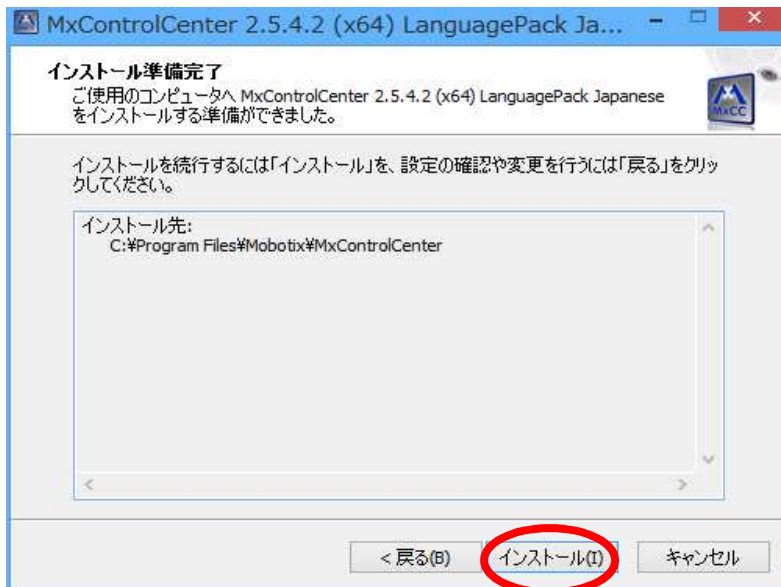 MxControlCenter 2.5.4.2 (x64) LanguagePack Ja...
インストール準備完了
ご使用のコンピュータへ MxControlCenter 2.5.4.2 (x64) LanguagePack Japanese
をインストールする準備ができました。
MxCC
インストールを続行するには「インストール」を、設定の確認や変更を行うには「戻る」をクリッ
クしてください。
インストール先:
C:¥Program Files¥Mobotix¥MxControlCenter
< 戻る(B)
インストール(I)
キャンセル